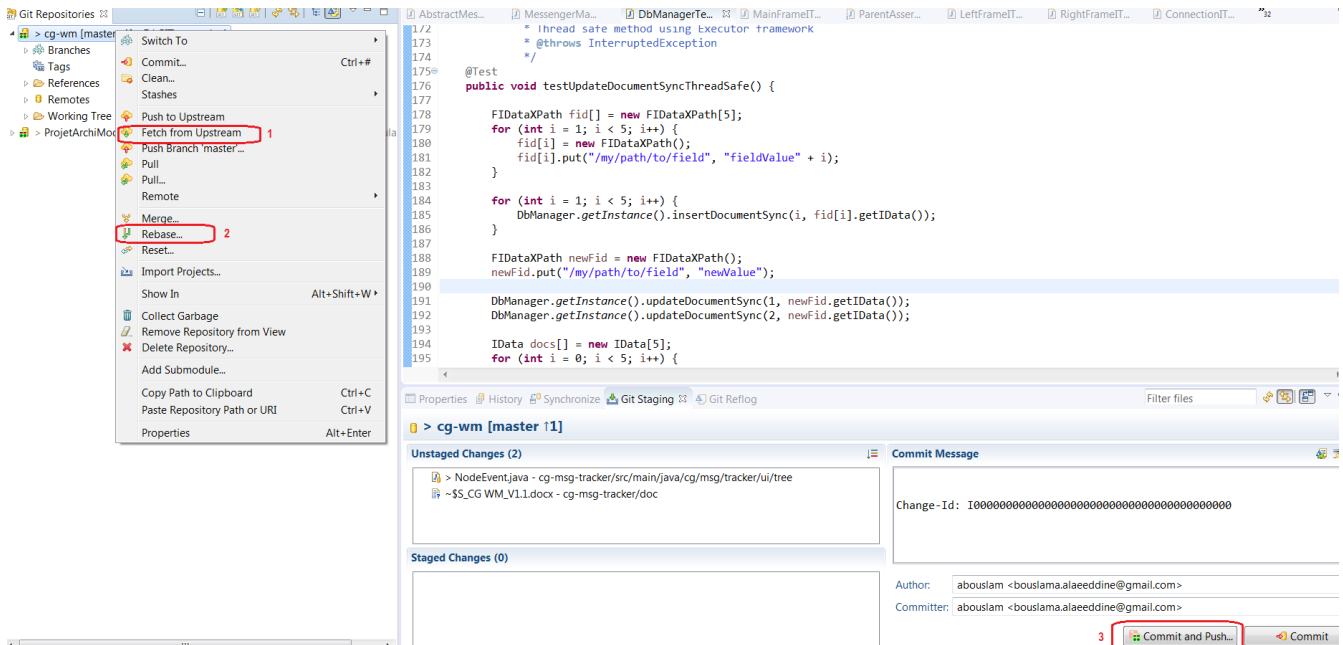 Git Repositories
> cg-wm [master
Branches
Tags
References
Remotes
Working Tree
> ProjetArchiMod
Switch To
Commit... Ctrl+#
Clean...
Stashes
Push to Upstream
Fetch from Upstream 1
Push Branch 'master'...
Pull
Pull...
Remote
Merge...
Rebase... 2
Reset...
Import Projects...
Show In Alt+Shift+W
Collect Garbage
Remove Repository from View
Delete Repository...
Add Submodule...
Copy Path to Clipboard Ctrl+C
Paste Repository Path or URI Ctrl+V
Properties Alt+Enter
AbstractMes... MessengerMa... DbManagerTe... MainFrameIT... ParentAsser... LeftFrameIT... RightFrameIT... ConnectionIT... "32
172 * Thread safe method using Executor framework
173 * @throws InterruptedException
174 */
175 @Test
176 public void testUpdateDocumentSyncThreadSafe() {
177
178 FIDataXPath fid[] = new FIDataXPath[5];
179 for (int i = 1; i < 5; i++) {
180 fid[i] = new FIDataXPath();
181 fid[i].put("/my/path/to/field", "fieldValue" + i);
182 }
183
184 for (int i = 1; i < 5; i++) {
185 DbManager.getInstance().insertDocumentSync(i, fid[i].getIData());
186 }
187
188 FIDataXPath newFid = new FIDataXPath();
189 newFid.put("/my/path/to/field", "newValue");
190
191 DbManager.getInstance().updateDocumentSync(1, newFid.getIData());
192 DbManager.getInstance().updateDocumentSync(2, newFid.getIData());
193
194 IData docs[] = new IData[5];
195 for (int i = 0; i < 5; i++) {
Properties History Synchronize Git Staging Git Reflog Filter files
> cg-wm [master ↑1]
Unstaged Changes (2)
> NodeEvent.java - cg-msg-tracker/src/main/java/cg/msg/tracker/ui/tree
~$S_CG WM_V1.1.docx - cg-msg-tracker/doc
Staged Changes (0)
Commit Message
Change-Id: I0000000000000000000000000000000000000000
Author: abouslam <bouslama.alaeeddine@gmail.com>
Committer: abouslam <bouslama.alaeeddine@gmail.com>
3 Commit and Push... Commit